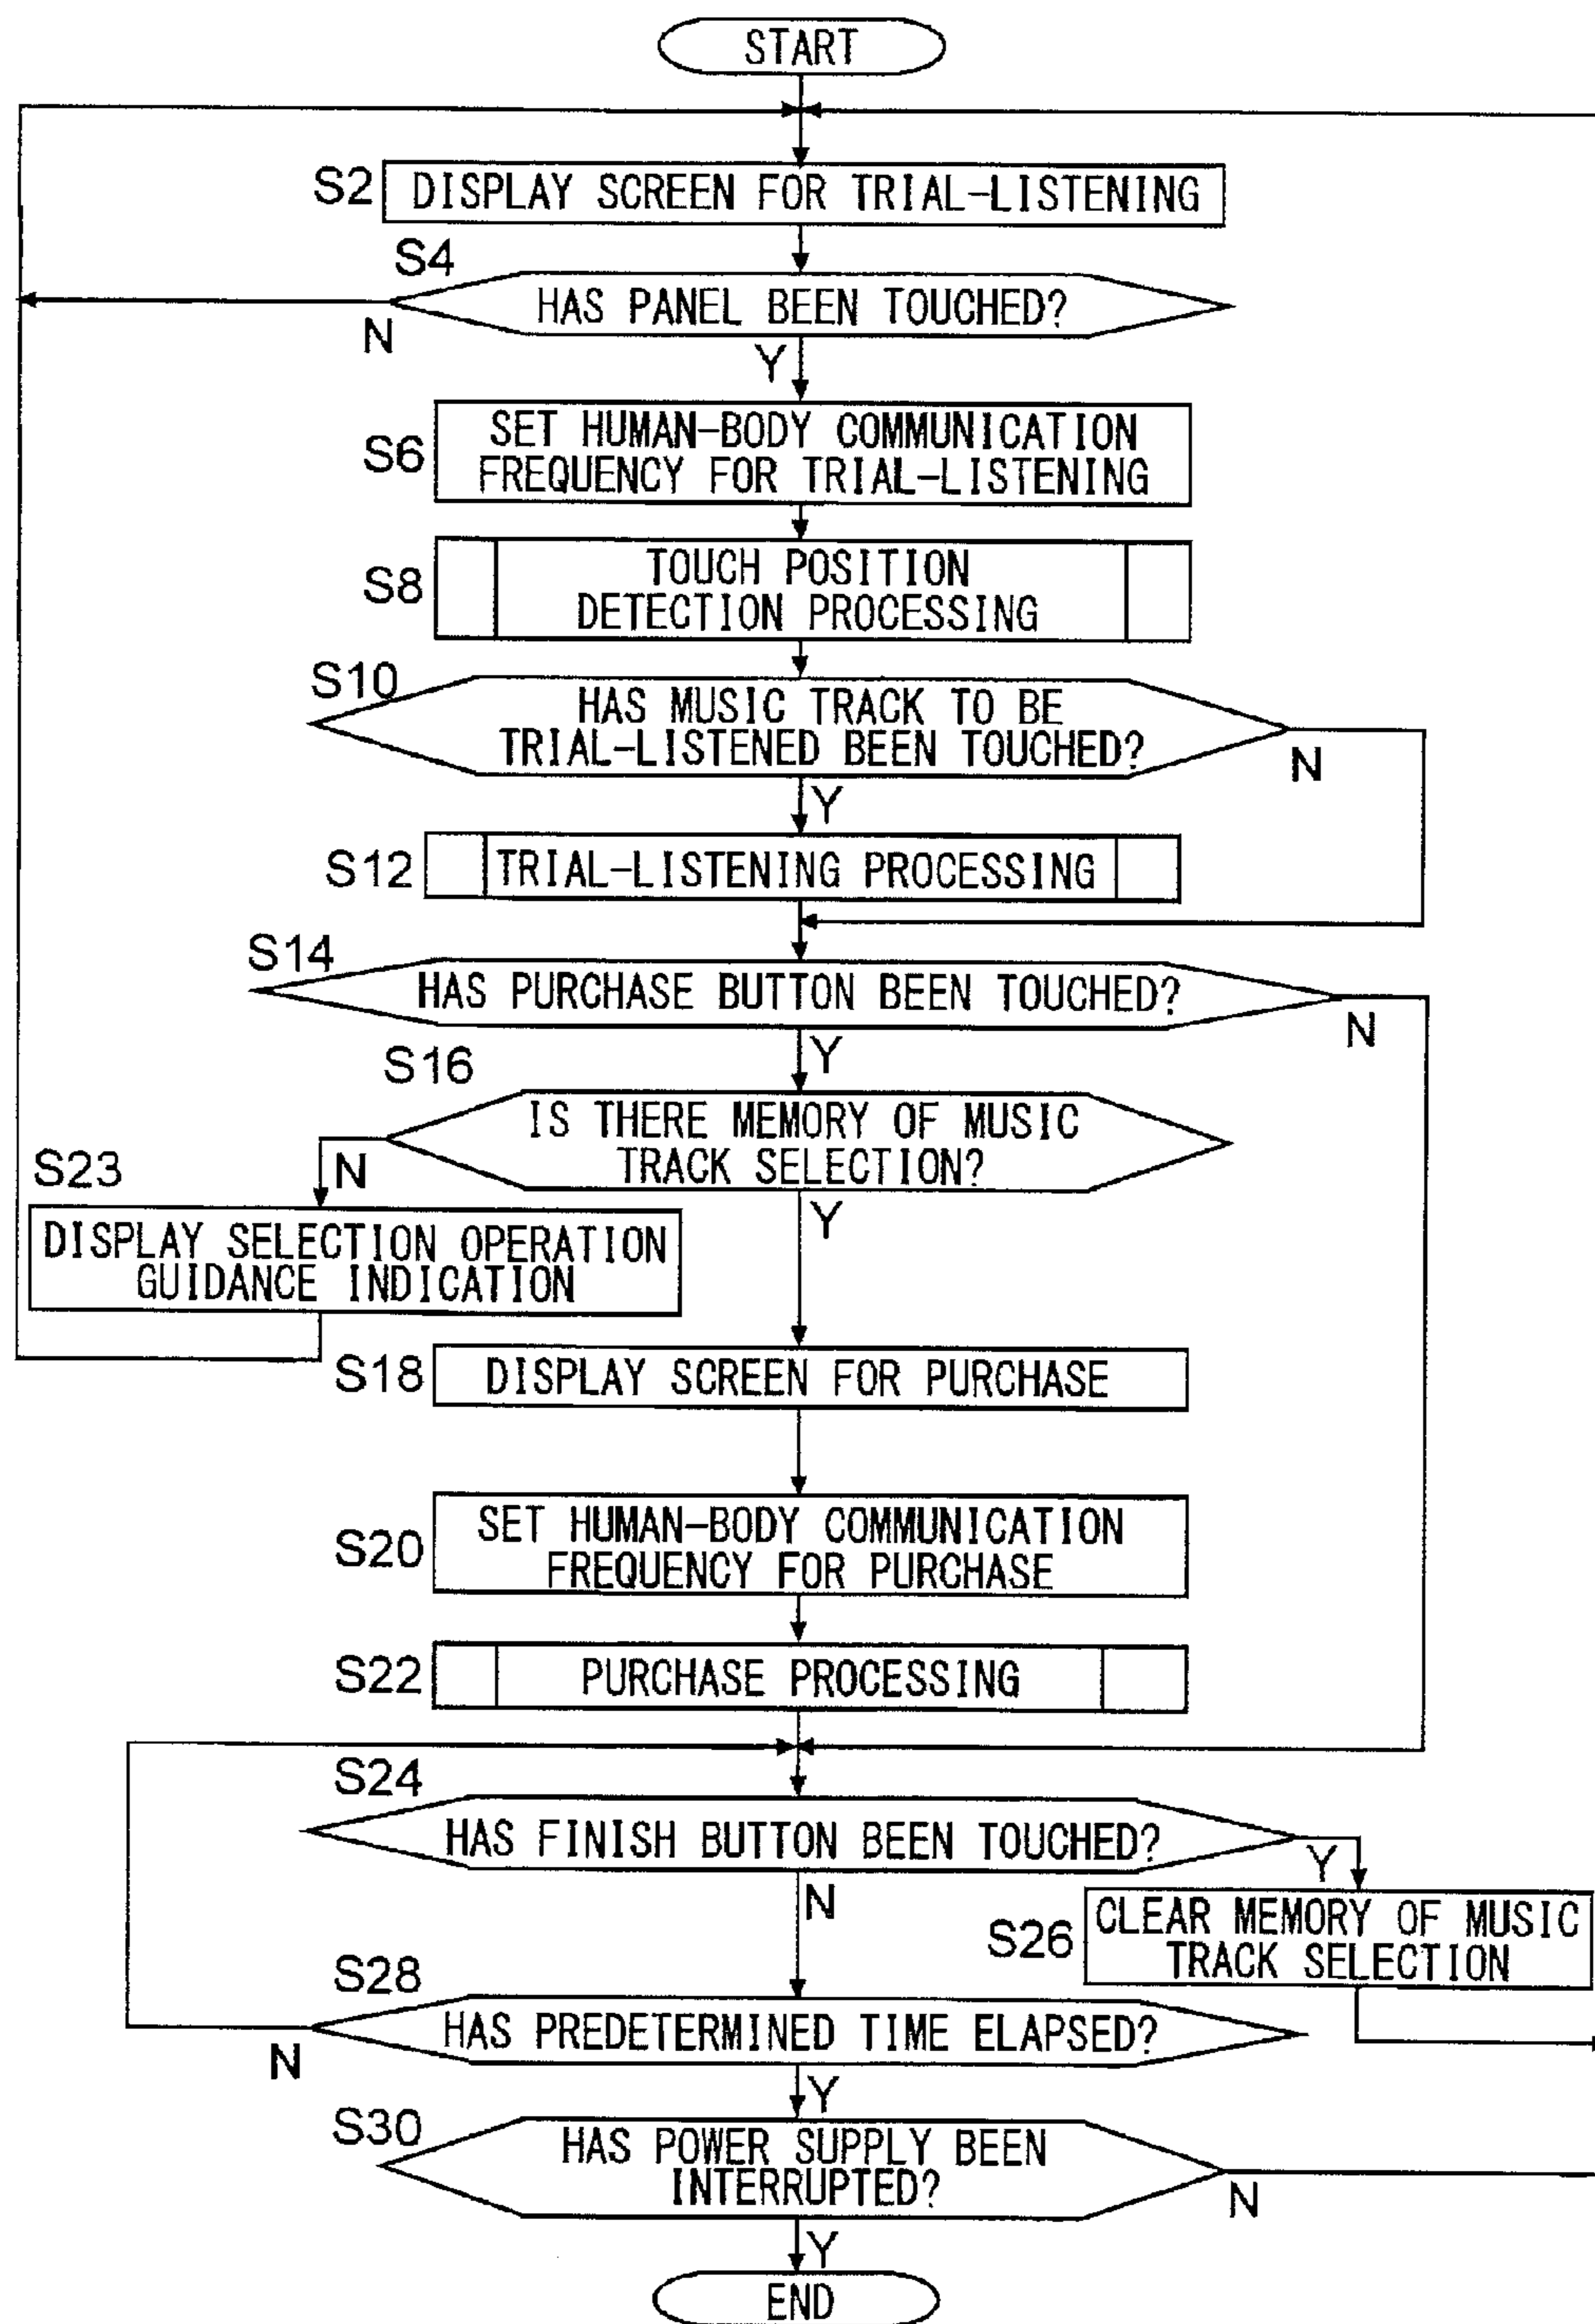 START
S2
DISPLAY SCREEN FOR TRIAL-LISTENING
S4
HAS PANEL BEEN TOUCHED?
N
Y
S6
SET HUMAN-BODY COMMUNICATION
FREQUENCY FOR TRIAL-LISTENING
S8
TOUCH POSITION
DETECTION PROCESSING
S10
HAS MUSIC TRACK TO BE
TRIAL-LISTENED BEEN TOUCHED?
N
Y
S12
TRIAL-LISTENING PROCESSING
S14
HAS PURCHASE BUTTON BEEN TOUCHED?
N
Y
S16
IS THERE MEMORY OF MUSIC
TRACK SELECTION?
N
Y
S23
DISPLAY SELECTION OPERATION
GUIDANCE INDICATION
S18
DISPLAY SCREEN FOR PURCHASE
S20
SET HUMAN-BODY COMMUNICATION
FREQUENCY FOR PURCHASE
S22
PURCHASE PROCESSING
S24
HAS FINISH BUTTON BEEN TOUCHED?
Y
N
S26
CLEAR MEMORY OF MUSIC
TRACK SELECTION
S28
HAS PREDETERMINED TIME ELAPSED?
N
Y
S30
HAS POWER SUPPLY BEEN
INTERRUPTED?
N
Y
END